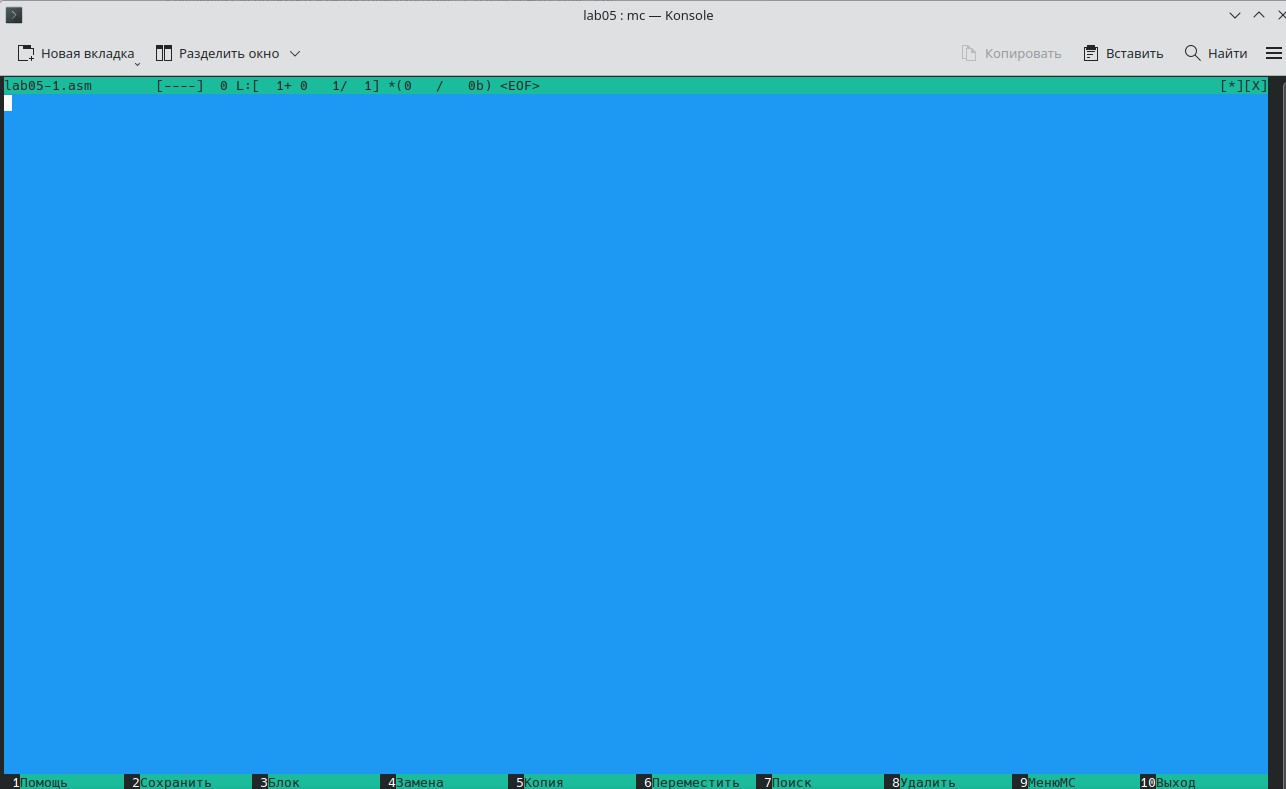 lab05 : mc — Konsole
Новая вкладка Разделить окно Копировать Вставить Найти
lab05-1.asm [----] 0 L:[ 1+ 0 1/ 1] *(0 / 0b) <EOF> [*][X]
1Помощь 2Сохранить 3Блок 4Замена 5Копия 6Переместить 7Поиск 8Удалить 9МенюMC 10Выход